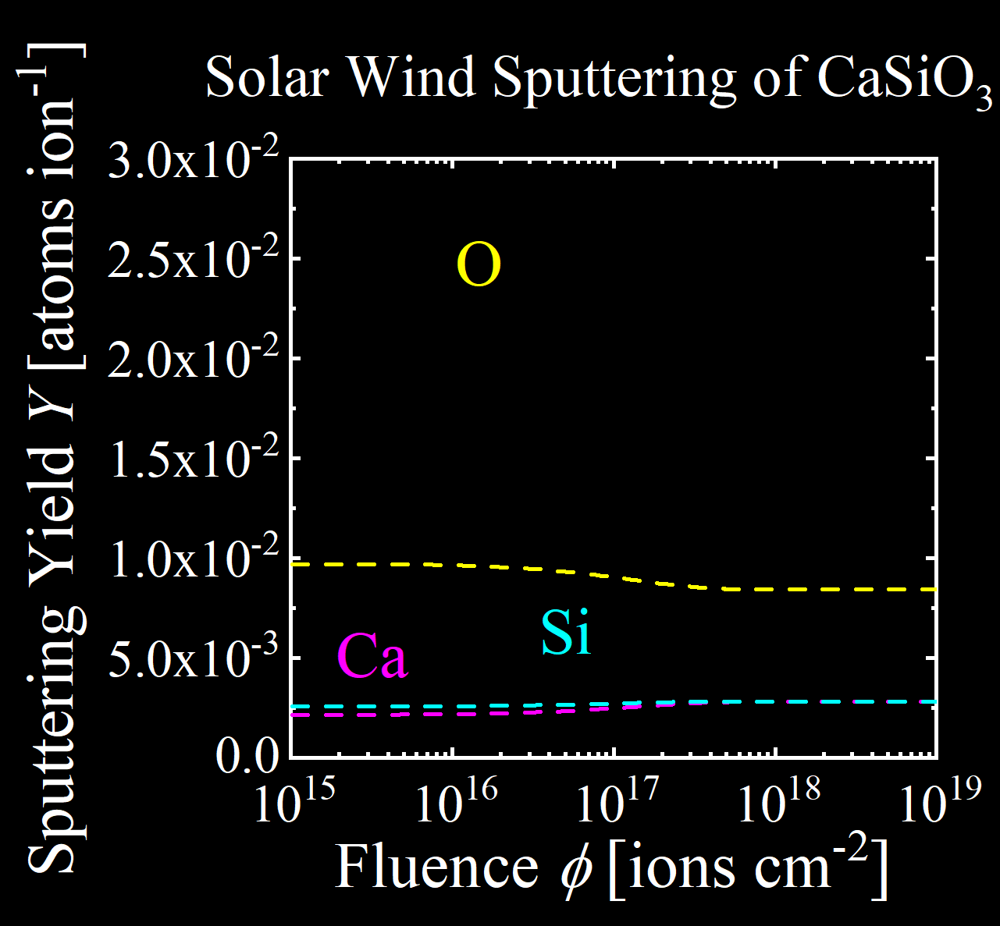 Solar Wind Sputtering of CaSiO₃
Sputtering Yield Y [atoms ion⁻¹]
3.0x10⁻²
2.5x10⁻²
2.0x10⁻²
1.5x10⁻²
1.0x10⁻²
5.0x10⁻³
0.0
O
Si
Ca
10¹⁵ 10¹⁶ 10¹⁷ 10¹⁸ 10¹⁹
Fluence ϕ [ions cm⁻²]